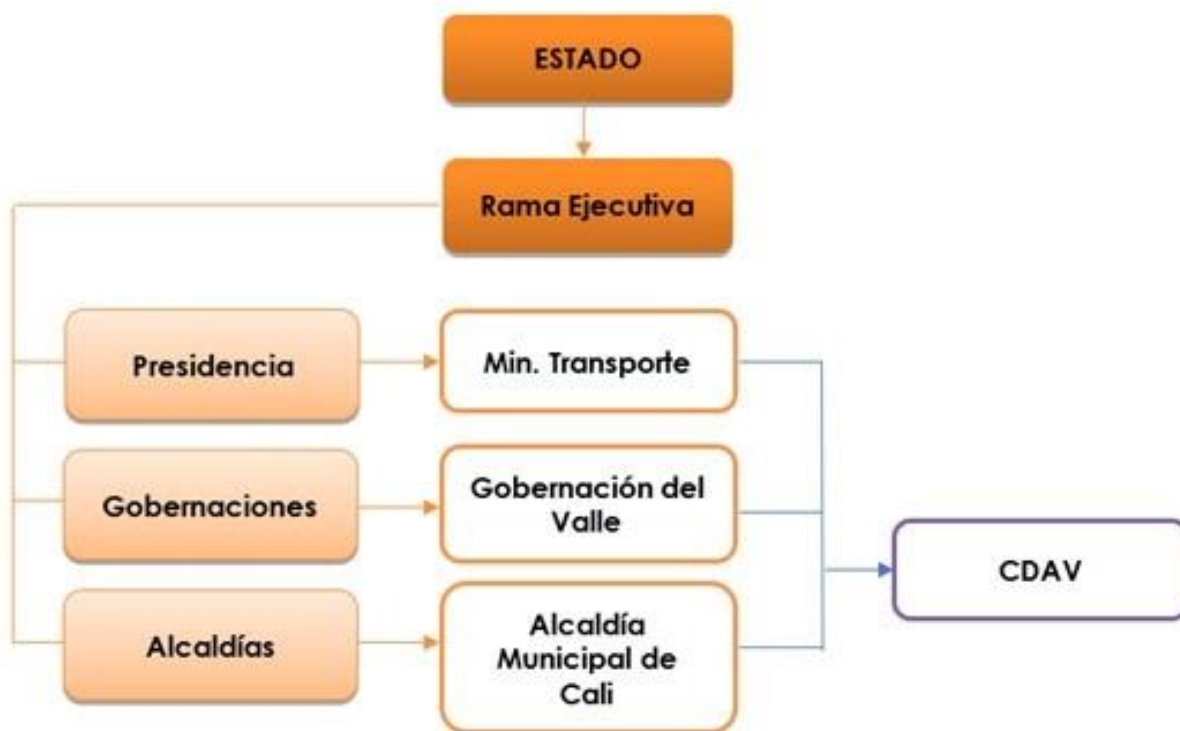 ESTADO
Rama Ejecutiva
Presidencia
Min. Transporte
Gobernaciones
Gobernación del
Valle
CDAV
Alcaldías
Alcaldía
Municipal de
Cali